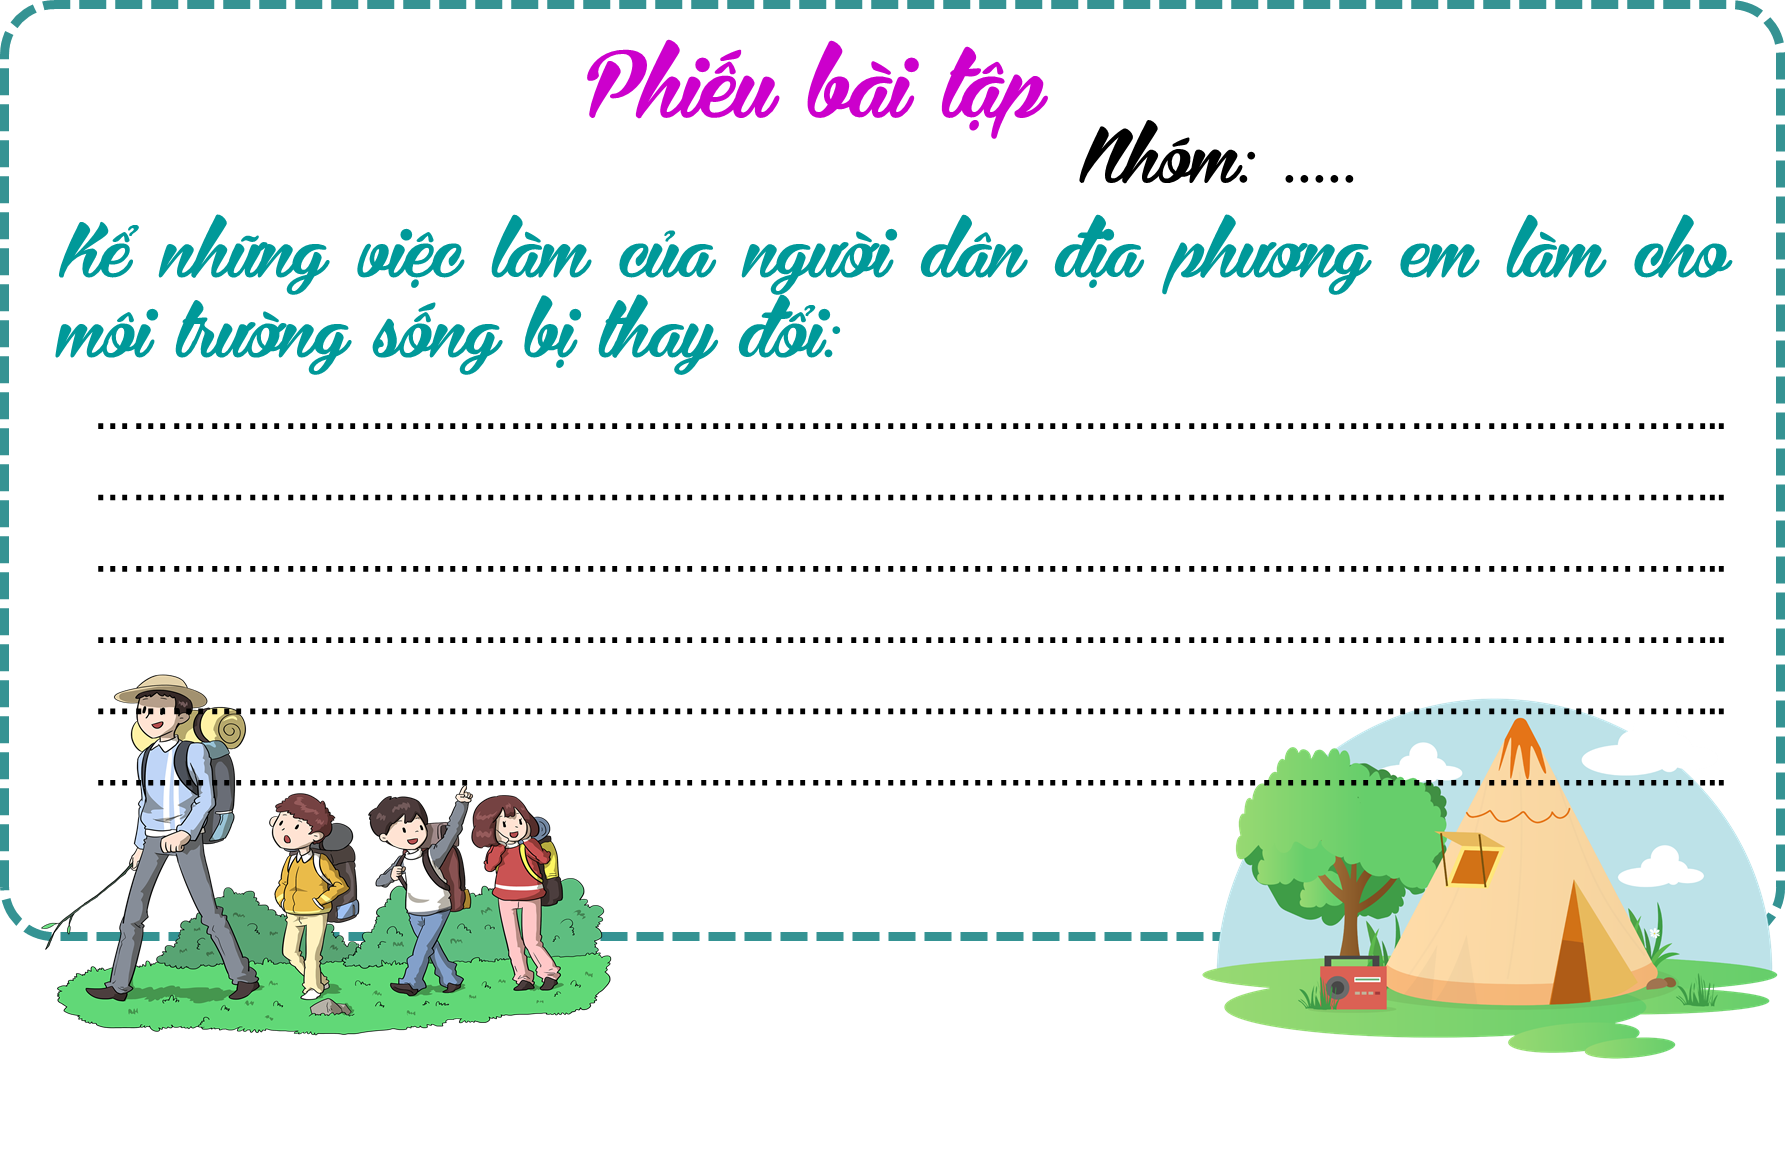 Phiếu bài tập
Nhóm: .....
Kể những việc làm của người dân địa phương em làm cho
môi trường sống bị thay đổi:
………………………………………………………………………………………………………………………………...
………………………………………………………………………………………………………………………………...
………………………………………………………………………………………………………………………………...
………………………………………………………………………………………………………………………………...
………………………………………………………………………………………………………………………………...
………………………………………………………………………………………………………………………………...